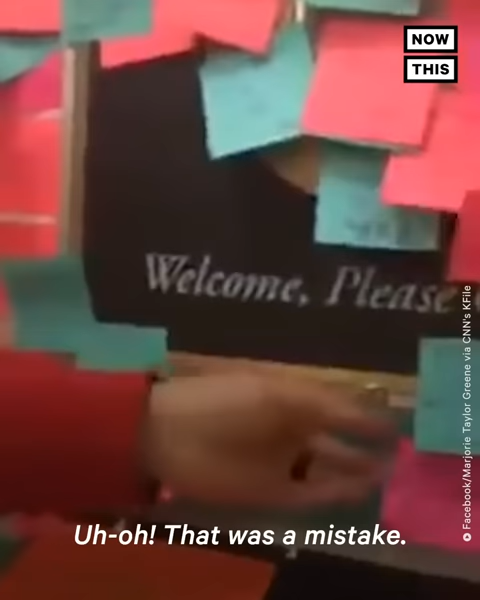 NOW
THIS
Welcome, Please
© Facebook/Marjorie Taylor Greene via CNN's KFile
Uh-oh! That was a mistake.